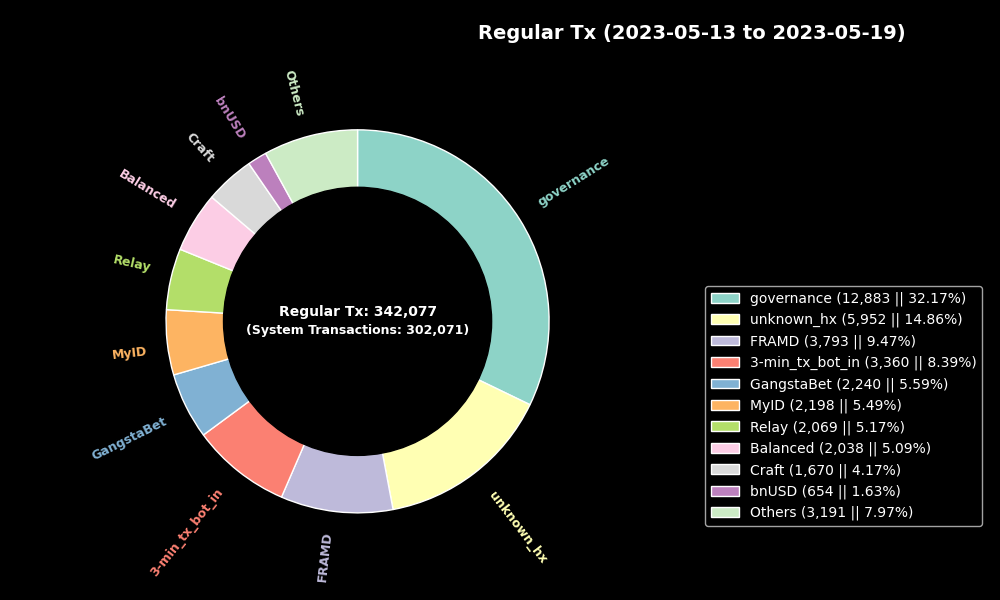 Regular Tx (2023-05-13 to 2023-05-19)
Others
bnUSD
Craft
Balanced
governance
Relay
MyID
GangstaBet
3-min_tx_bot_in
FRAMD
unknown_hx
Regular Tx: 342,077
(System Transactions: 302,071)
governance (12,883 || 32.17%)
unknown_hx (5,952 || 14.86%)
FRAMD (3,793 || 9.47%)
3-min_tx_bot_in (3,360 || 8.39%)
GangstaBet (2,240 || 5.59%)
MyID (2,198 || 5.49%)
Relay (2,069 || 5.17%)
Balanced (2,038 || 5.09%)
Craft (1,670 || 4.17%)
bnUSD (654 || 1.63%)
Others (3,191 || 7.97%)